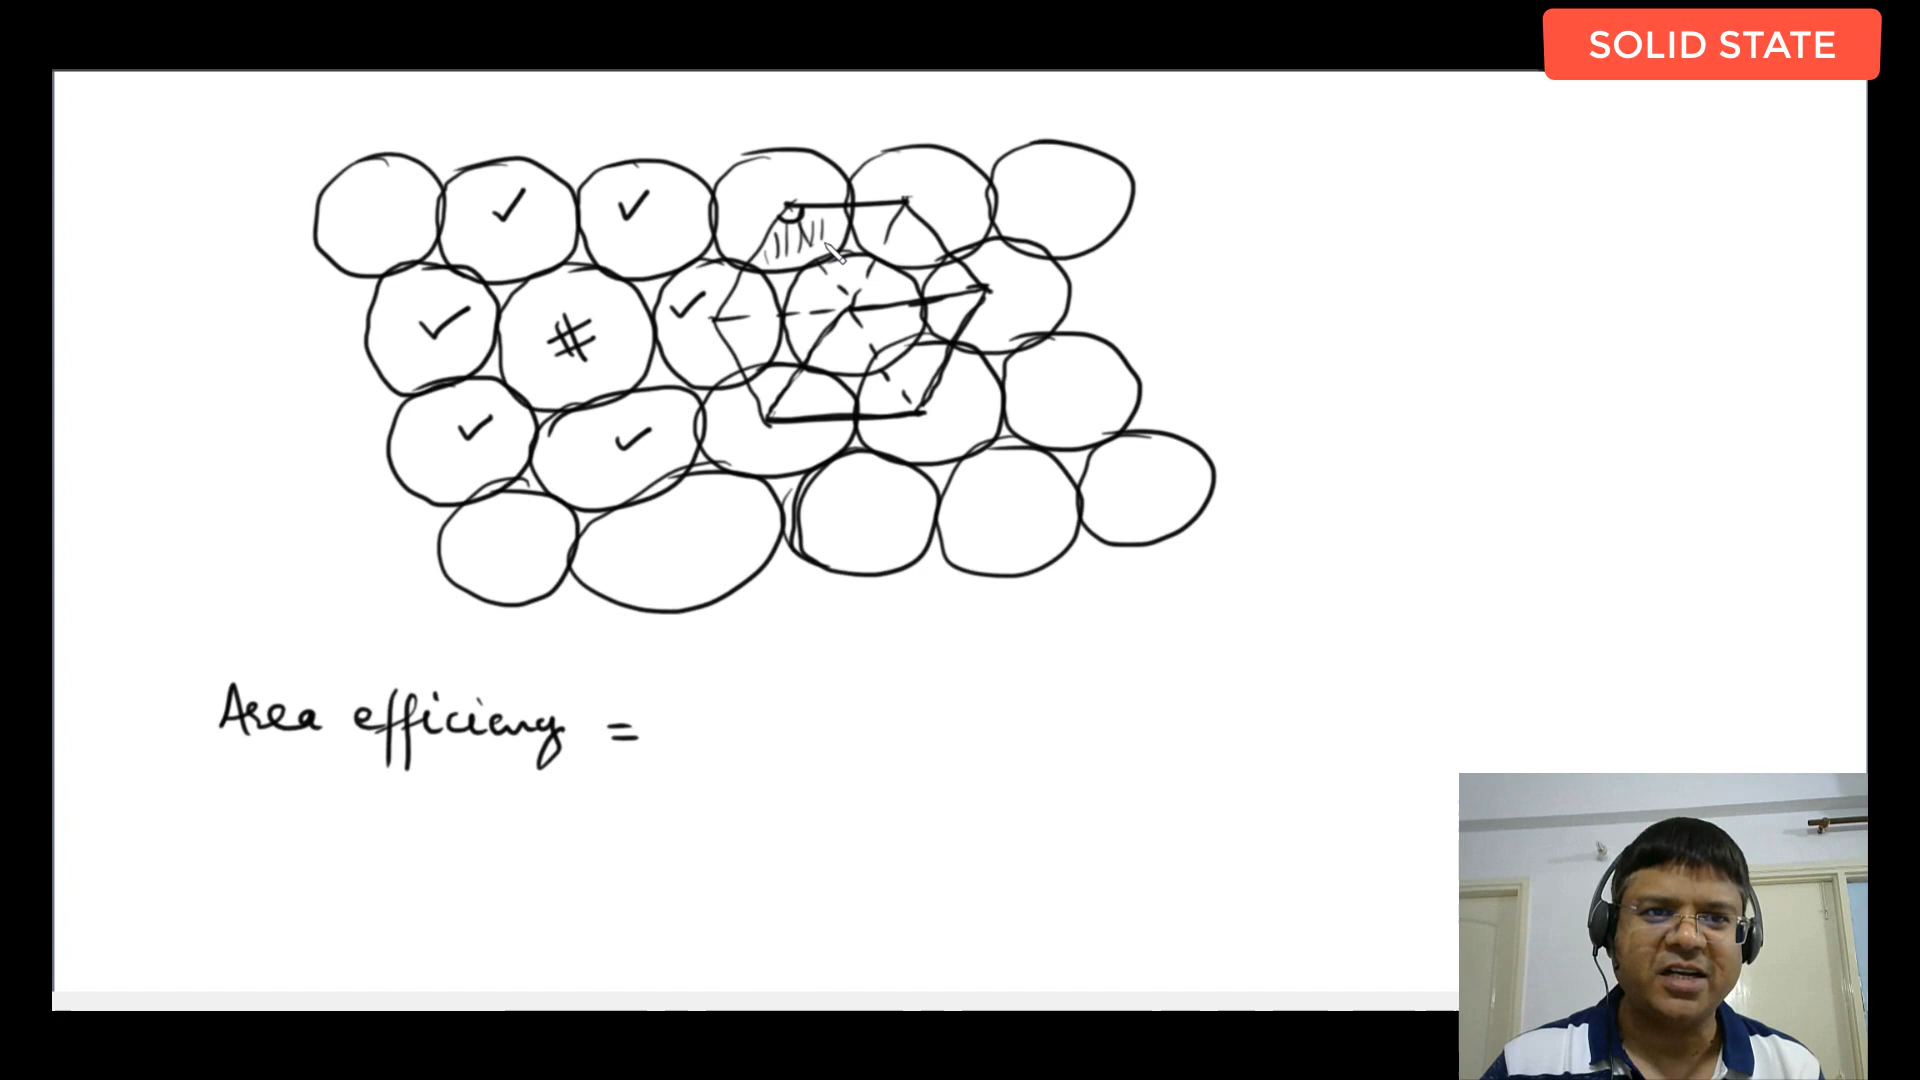 SOLID STATE
#
Area efficiency =